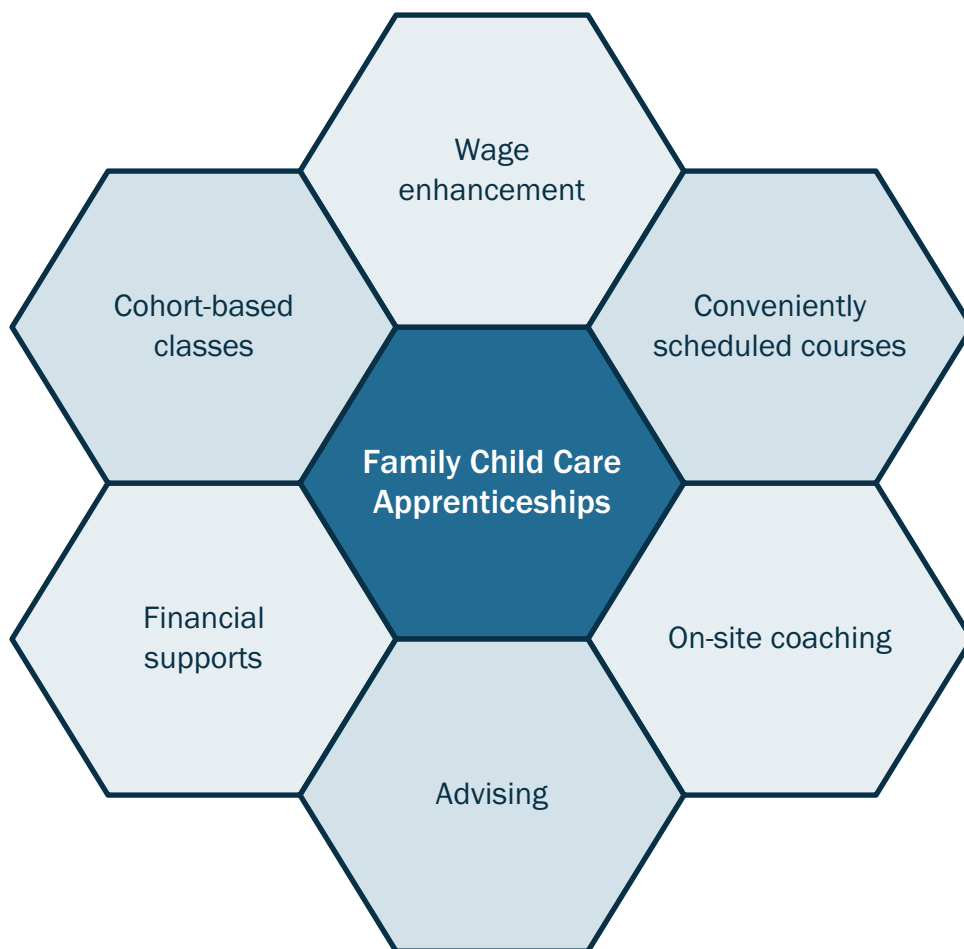 Wage
enhancement
Cohort-based
classes
Conveniently
scheduled courses
Family Child Care
Apprenticeships
Financial
supports
On-site coaching
Advising